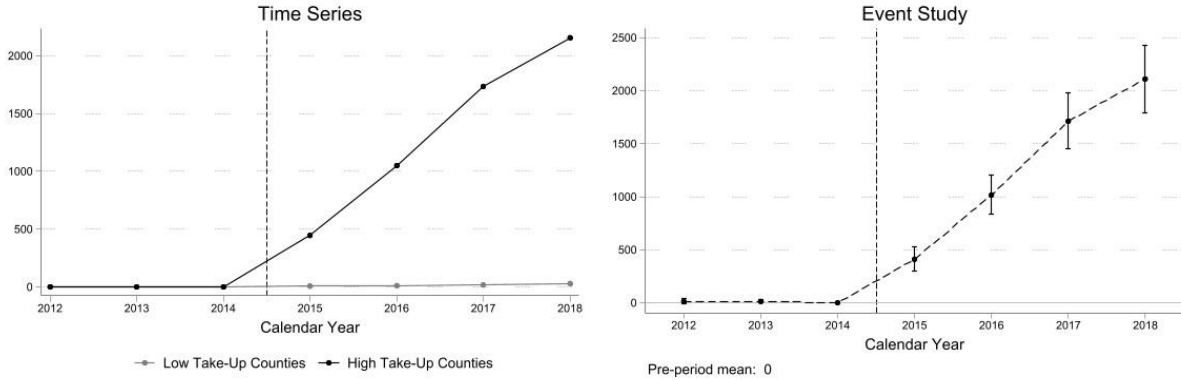 Time Series
2000
1500
1000
500
0
2012 2013 2014 2015 2016 2017 2018
Calendar Year
Low Take-Up Counties High Take-Up Counties
Event Study
2500
2000
1500
1000
500
0
2012 2013 2014 2015 2016 2017 2018
Calendar Year
Pre-period mean: 0